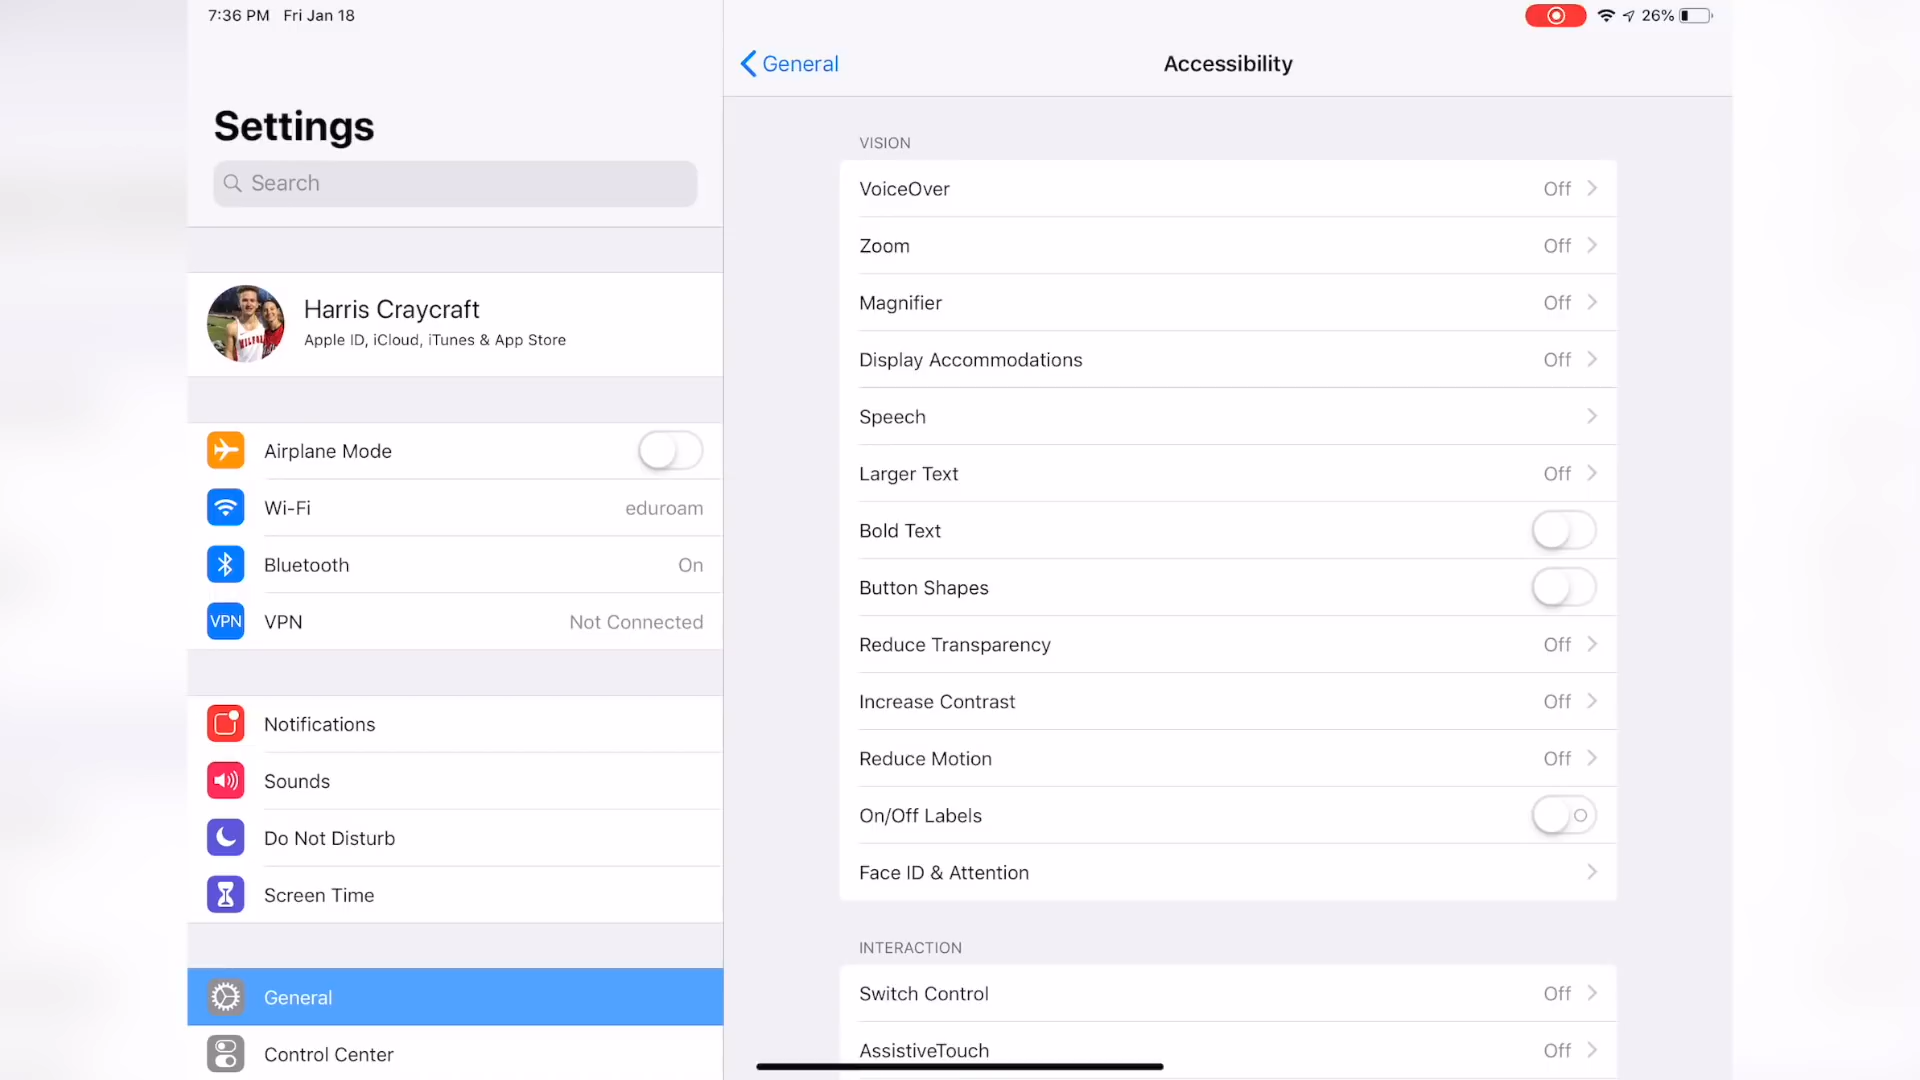 7:36 PM Fri Jan 18
26%
Settings
Search
Harris Craycraft
Apple ID, iCloud, iTunes & App Store
Airplane Mode
Wi-Fi eduroam
Bluetooth On
VPN VPN Not Connected
Notifications
Sounds
Do Not Disturb
Screen Time
General
Control Center
General
Accessibility
VISION
VoiceOver Off
Zoom Off
Magnifier Off
Display Accommodations Off
Speech
Larger Text Off
Bold Text
Button Shapes
Reduce Transparency Off
Increase Contrast Off
Reduce Motion Off
On/Off Labels
Face ID & Attention
INTERACTION
Switch Control Off
AssistiveTouch Off